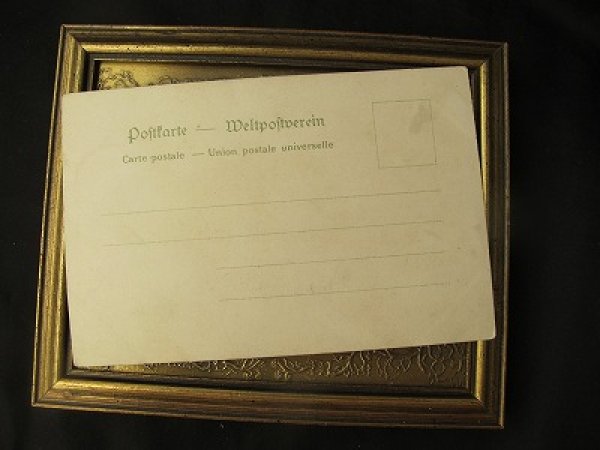 Postkarte — Weltpostverein
Carte postale — Union postale universelle